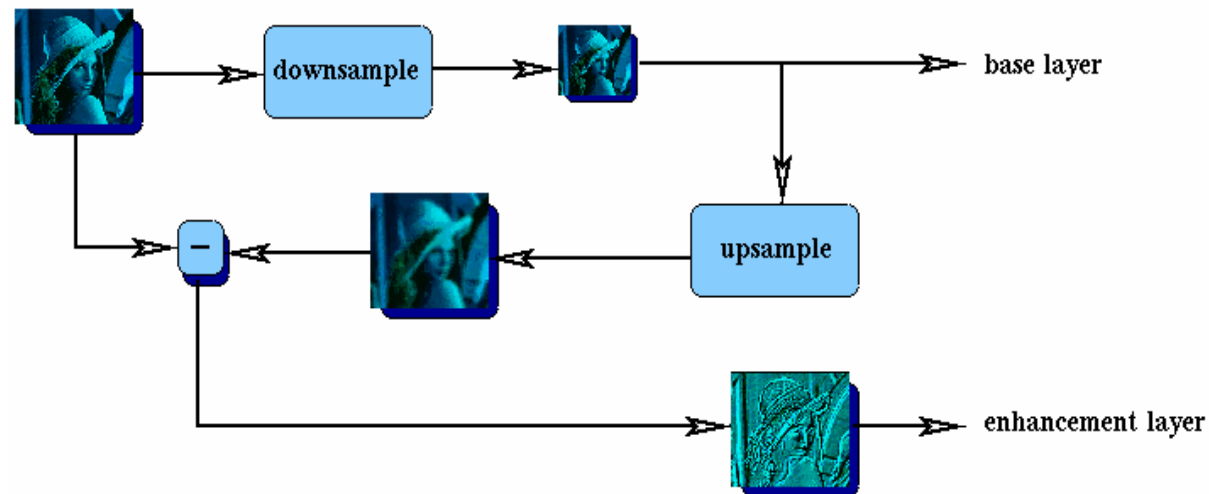 downsample
base layer
−
upsample
enhancement layer